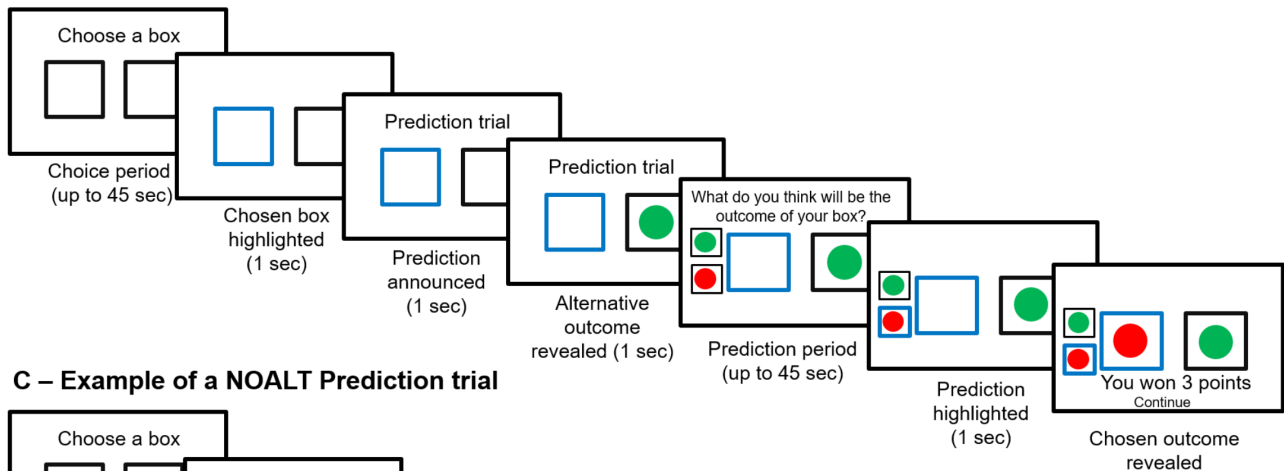 Choose a box
Choice period
(up to 45 sec)
Chosen box
highlighted
(1 sec)
Prediction trial
Prediction
announced
(1 sec)
Prediction trial
Alternative
outcome
revealed (1 sec)
What do you think will be the
outcome of your box?
Prediction period
(up to 45 sec)
Prediction
highlighted
(1 sec)
You won 3 points
Continue
Chosen outcome
revealed
C – Example of a NOALT Prediction trial
Choose a box